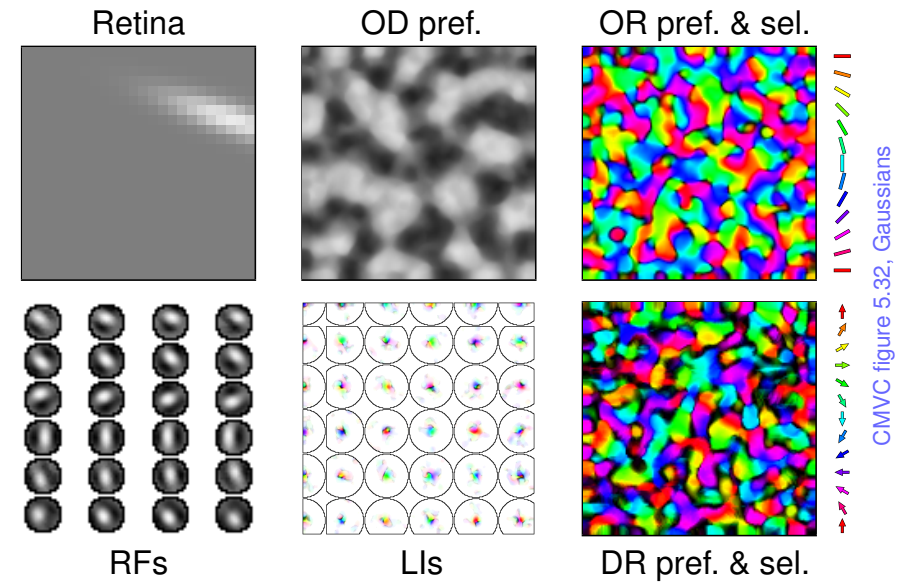 Retina
OD pref.
OR pref. & sel.
CMVC figure 5.32, Gaussians
RFs
LIs
DR pref. & sel.